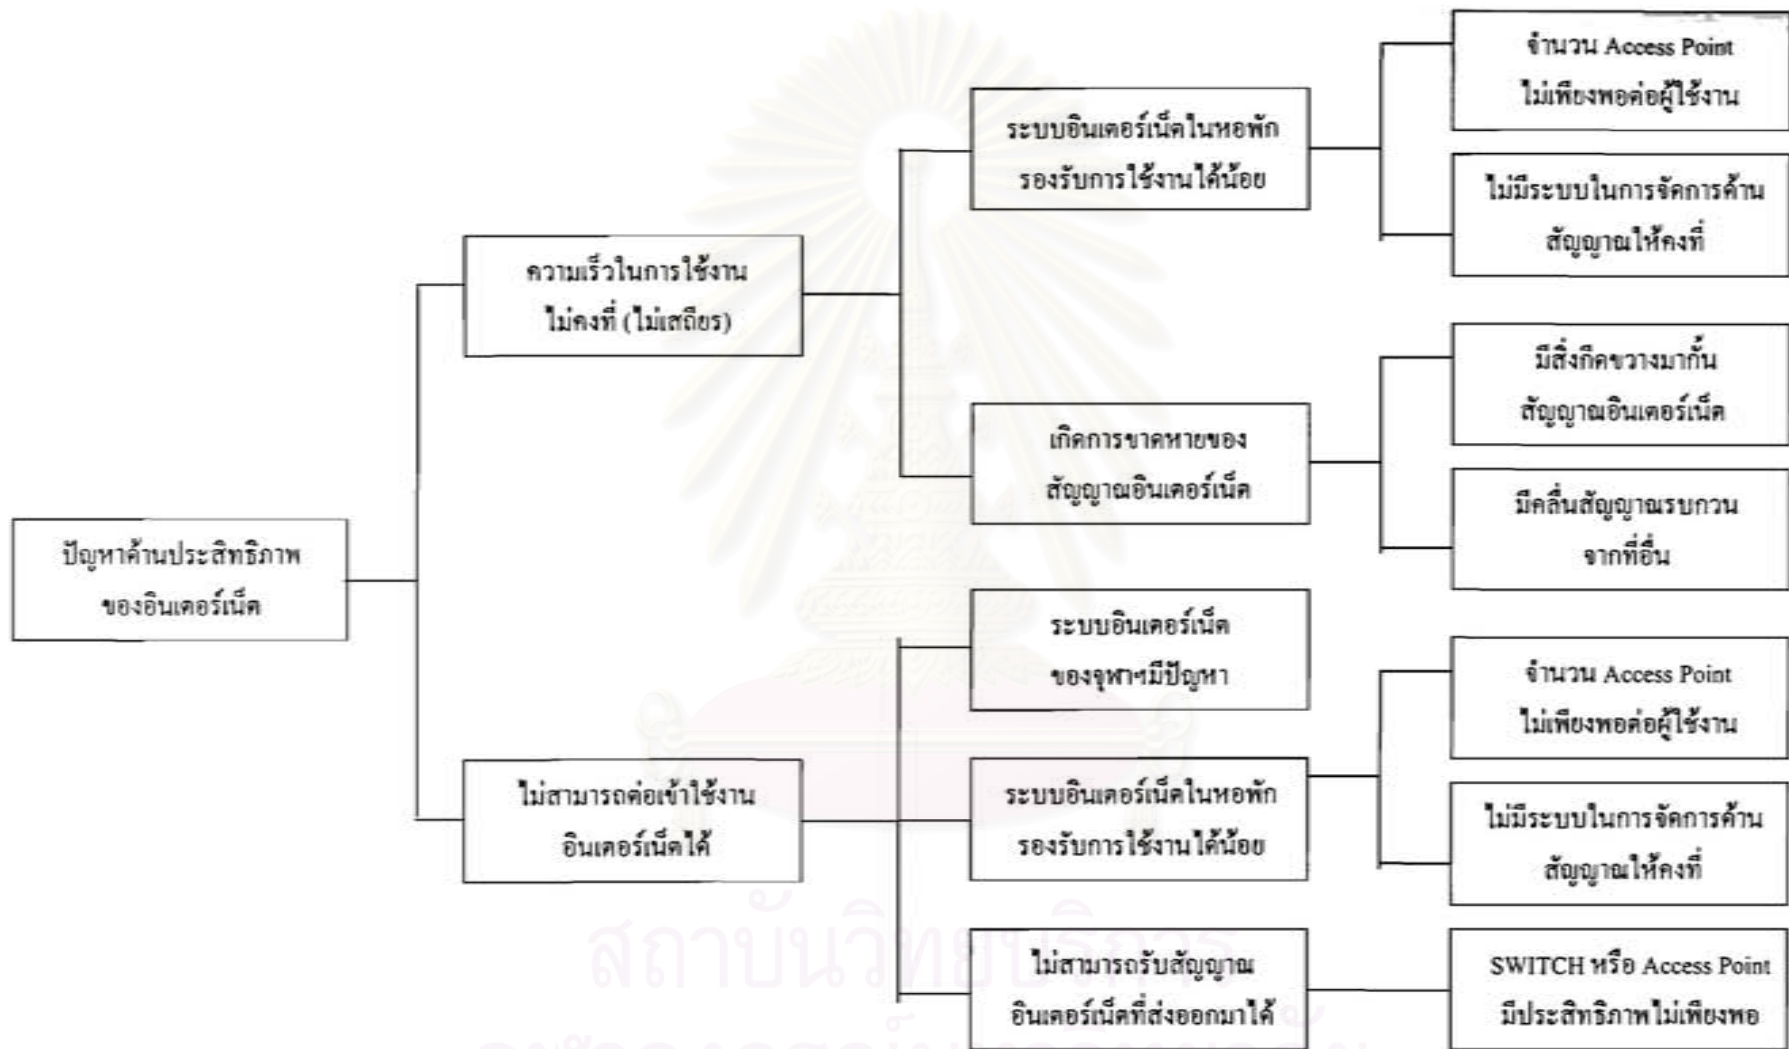 จำนวน Access Point
ไม่เพียงพอต่อผู้ใช้งาน
ระบบอินเตอร์เน็ตในหอพัก
รองรับการใช้งานได้น้อย
ไม่มีระบบในการจัดการด้าน
สัญญาณให้คงที่
ความเร็วในการใช้งาน
ไม่คงที่ (ไม่เสถียร)
มีสิ่งกีดขวางมากั้น
สัญญาณอินเตอร์เน็ต
เกิดการขาดหายของ
สัญญาณอินเตอร์เน็ต
มีคลื่นสัญญาณรบกวน
จากที่อื่น
ปัญหาด้านประสิทธิภาพ
ของอินเตอร์เน็ต
ระบบอินเตอร์เน็ต
ของจุฬาฯมีปัญหา
จำนวน Access Point
ไม่เพียงพอต่อผู้ใช้งาน
ไม่สามารถต่อเข้าใช้งาน
อินเตอร์เน็ตได้
ระบบอินเตอร์เน็ตในหอพัก
รองรับการใช้งานได้น้อย
ไม่มีระบบในการจัดการด้าน
สัญญาณให้คงที่
ไม่สามารถรับสัญญาณ
อินเตอร์เน็ตที่ส่งออกมาได้
SWITCH หรือ Access Point
มีประสิทธิภาพไม่เพียงพอ
สถาบันวิทยบริการ